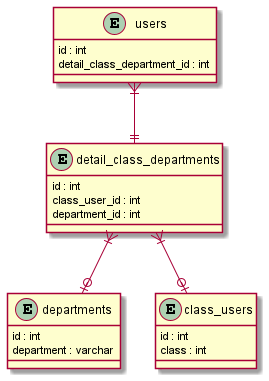 E users
id : int
detail_class_department_id : int
E detail_class_departments
id : int
class_user_id : int
department_id : int
E departments
id : int
department : varchar
E class_users
id : int
class : int